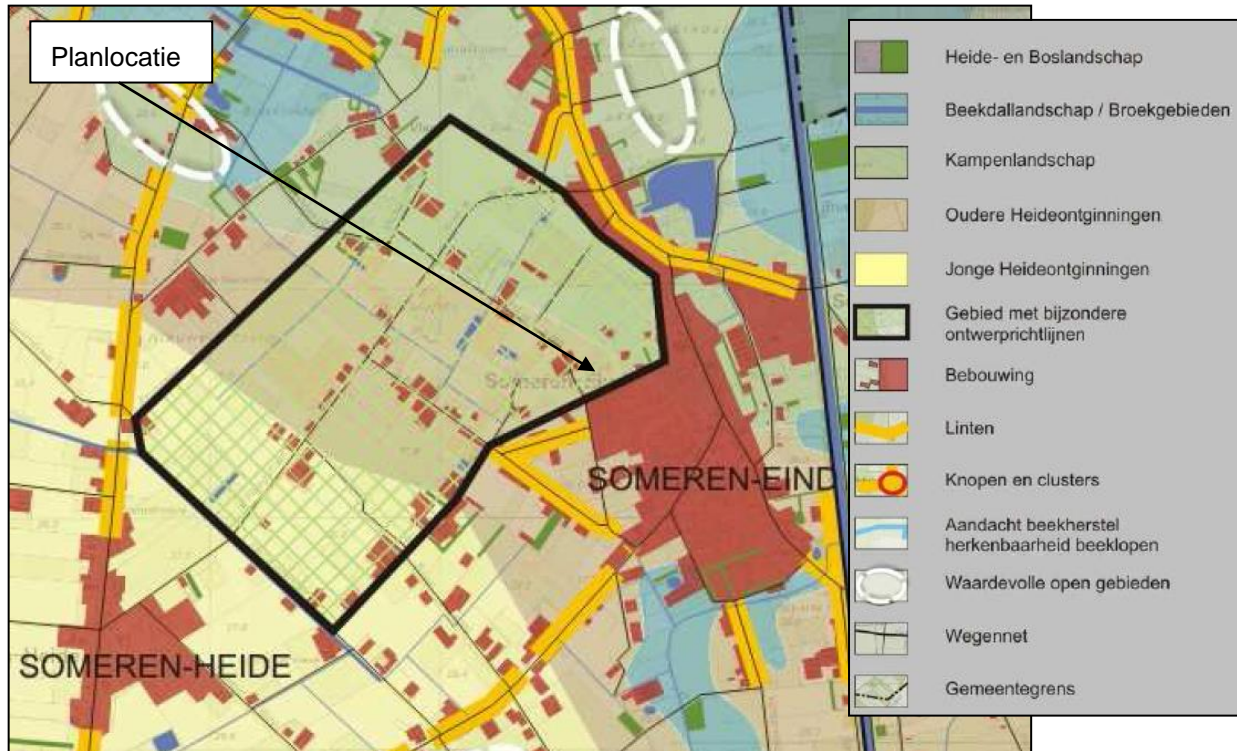 Planlocatie
SOMEREN-EIND
SOMEREN-HEIDE
Heide- en Boslandschap
Beekdallandschap / Broekgebieden
Kampenlandschap
Oudere Heideontginningen
Jonge Heideontginningen
Gebied met bijzondere
ontwerprichtlijnen
Bebouwing
Linten
Knopen en clusters
Aandacht beekherstel
herkenbaarheid beeklopen
Waardevolle open gebieden
Wegennet
Gemeentegrens